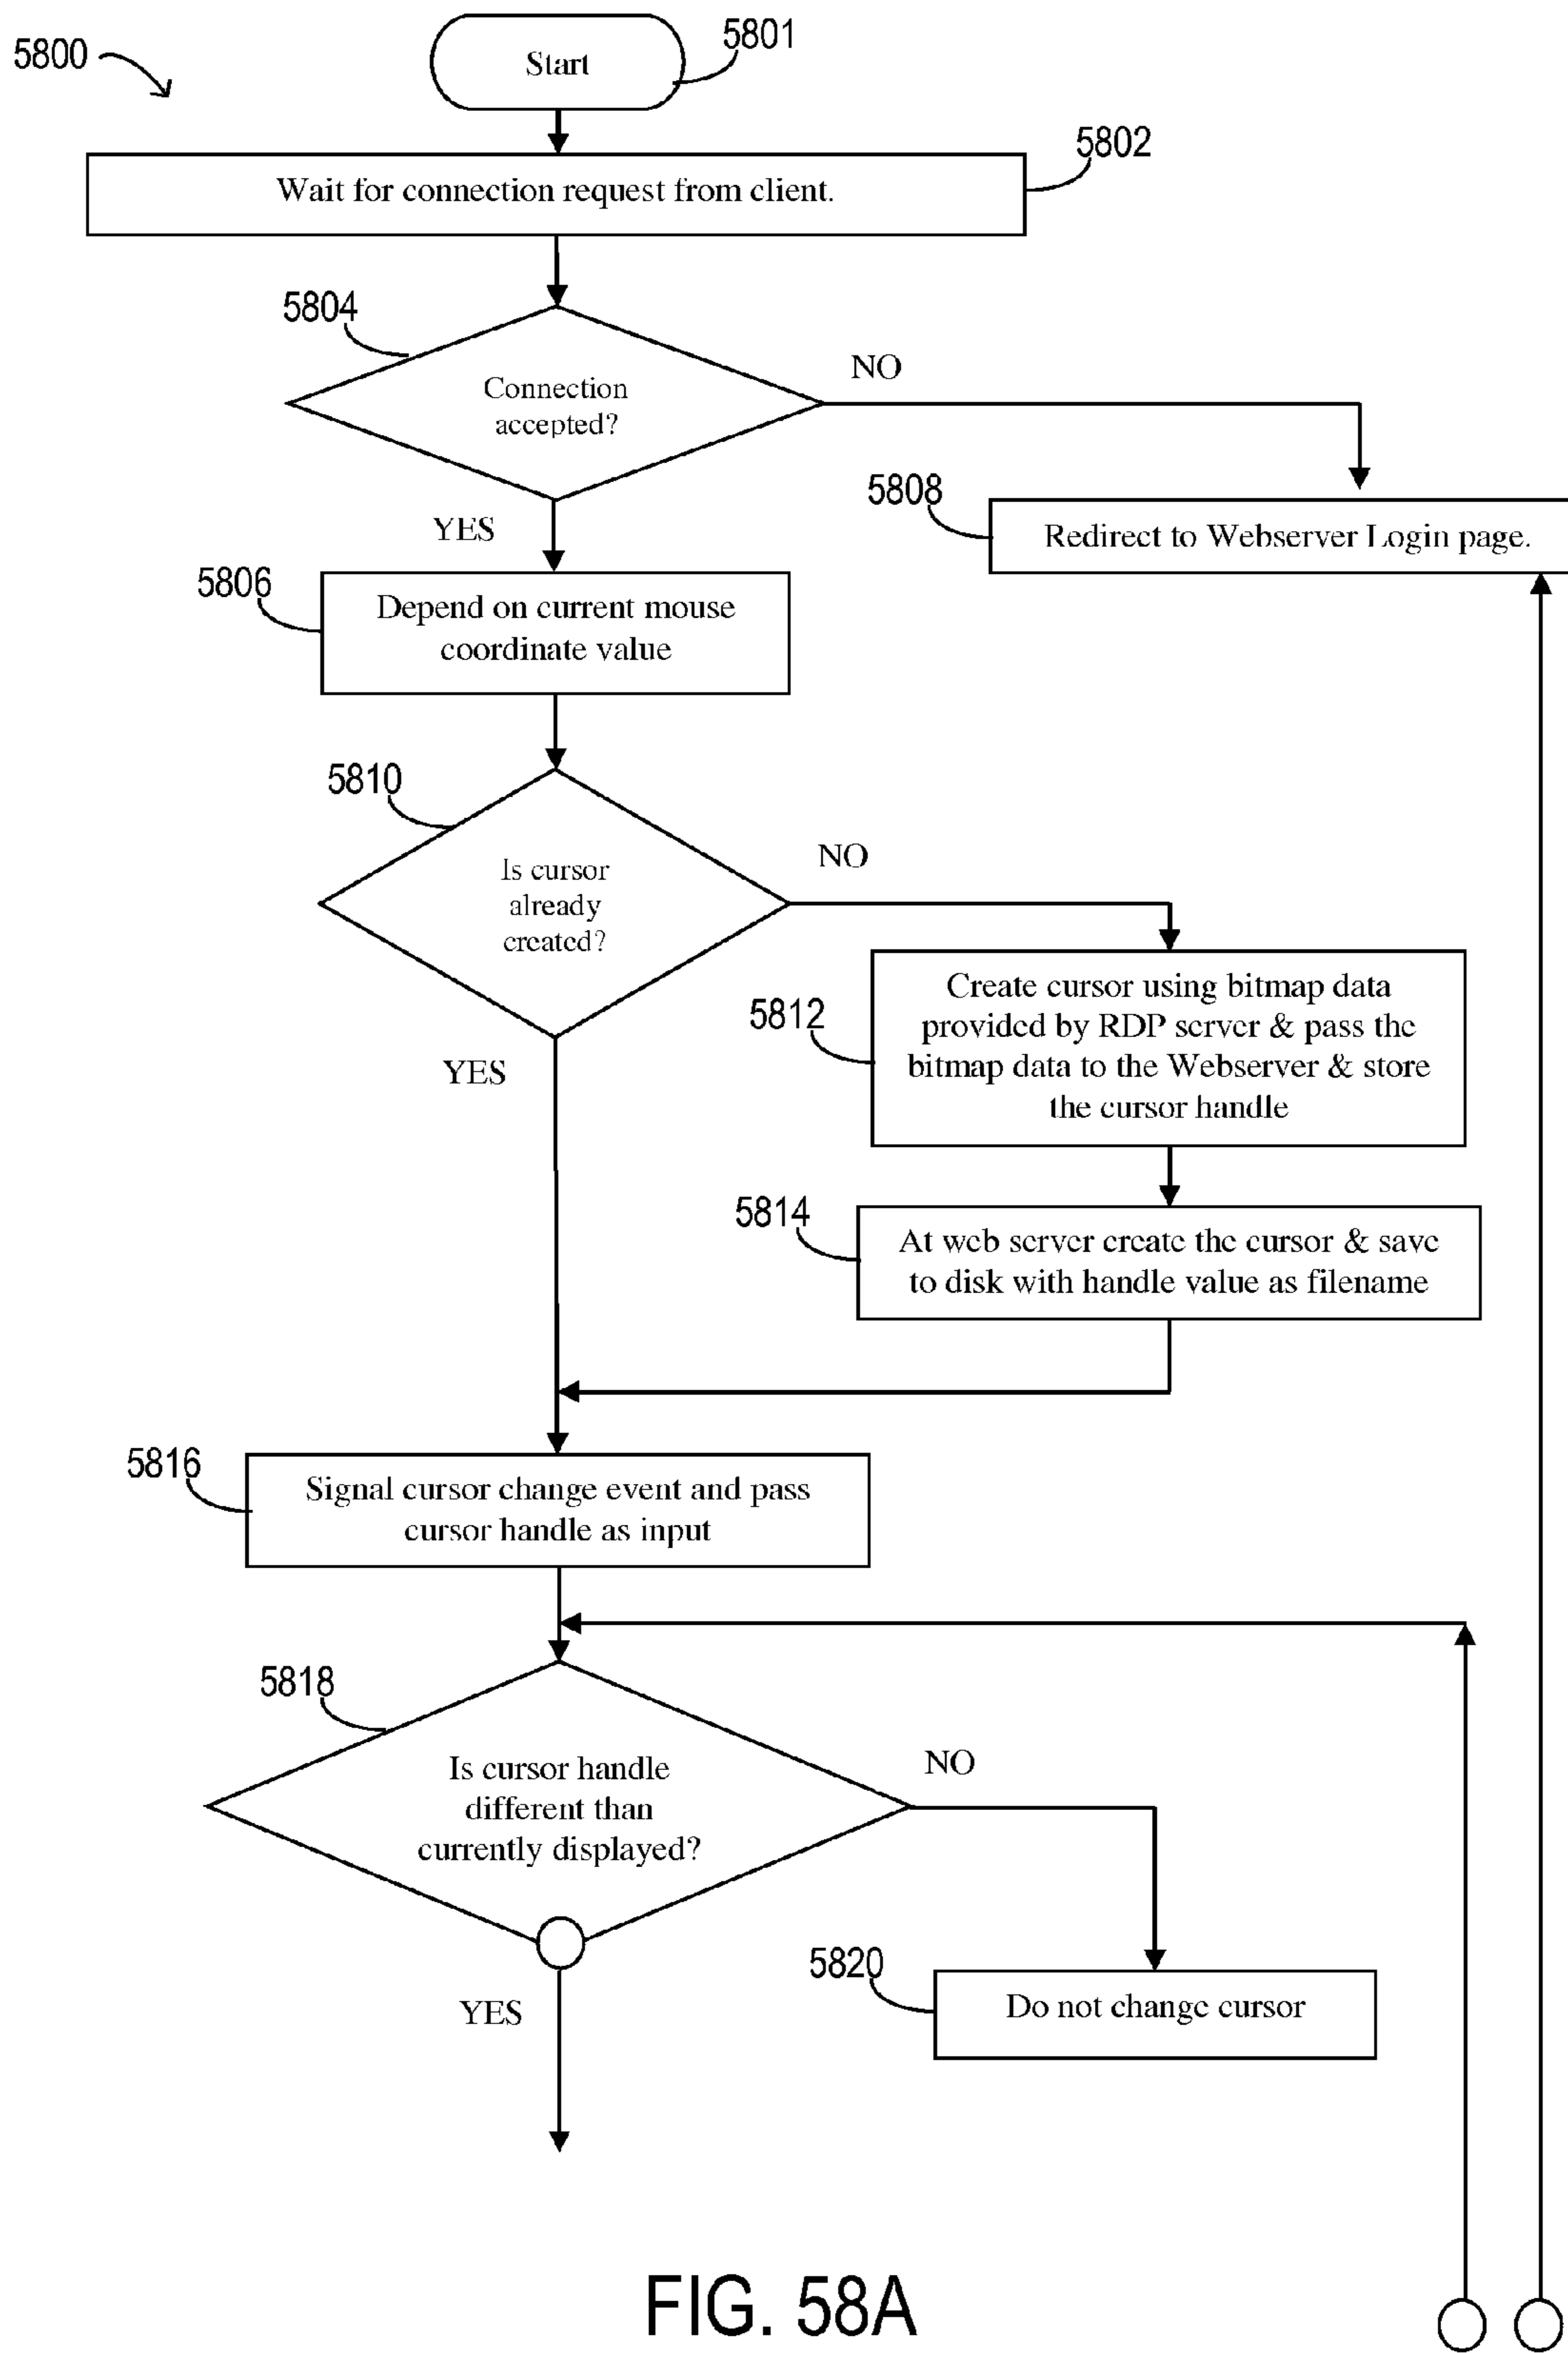 5800
Start
5801
Wait for connection request from client.
5802
5804
Connection
accepted?
NO
YES
5808
Redirect to Webserver Login page.
5806
Depend on current mouse
coordinate value
5810
Is cursor
already
created?
NO
YES
5812
Create cursor using bitmap data
provided by RDP server & pass the
bitmap data to the Webserver & store
the cursor handle
5814
At web server create the cursor & save
to disk with handle value as filename
5816
Signal cursor change event and pass
cursor handle as input
5818
Is cursor handle
different than
currently displayed?
NO
YES
5820
Do not change cursor
FIG. 58A